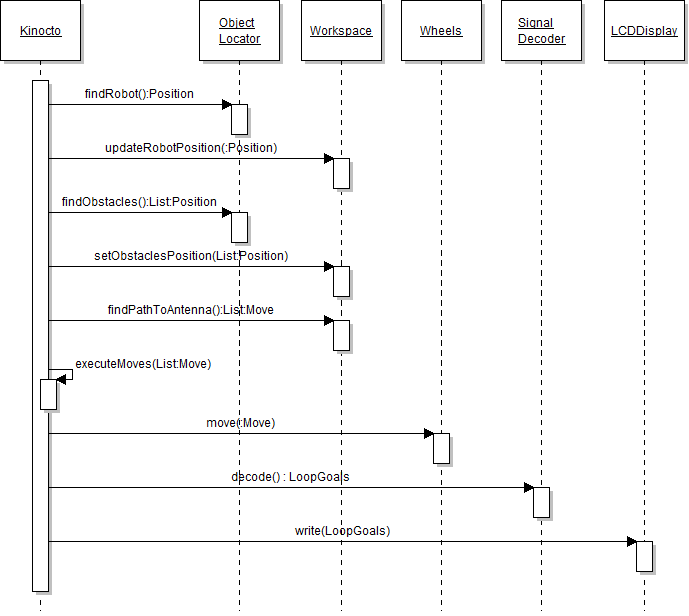 Kinocto
Object
Locator
Workspace
Wheels
Signal
Decoder
LCDDisplay
findRobot():Position
updateRobotPosition(:Position)
findObstacles():List:Position
setObstaclesPosition(List:Position)
findPathToAntenna():List:Move
executeMoves(List:Move)
move(:Move)
decode() : LoopGoals
write(LoopGoals)